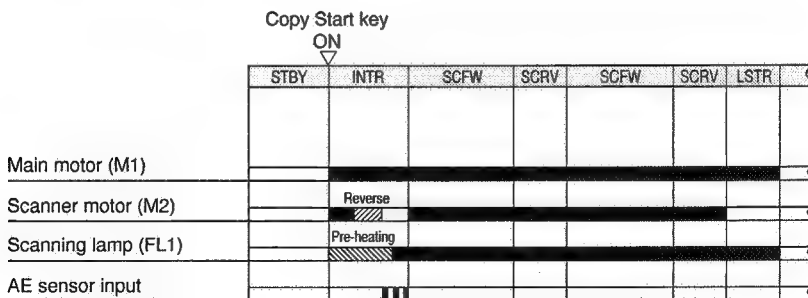 Copy Start key
ON
STBY INTR SCFW SCRV SCFW SCRV LSTR
Main motor (M1)
Scanner motor (M2) Reverse
Scanning lamp (FL1) Pre-heating
AE sensor input